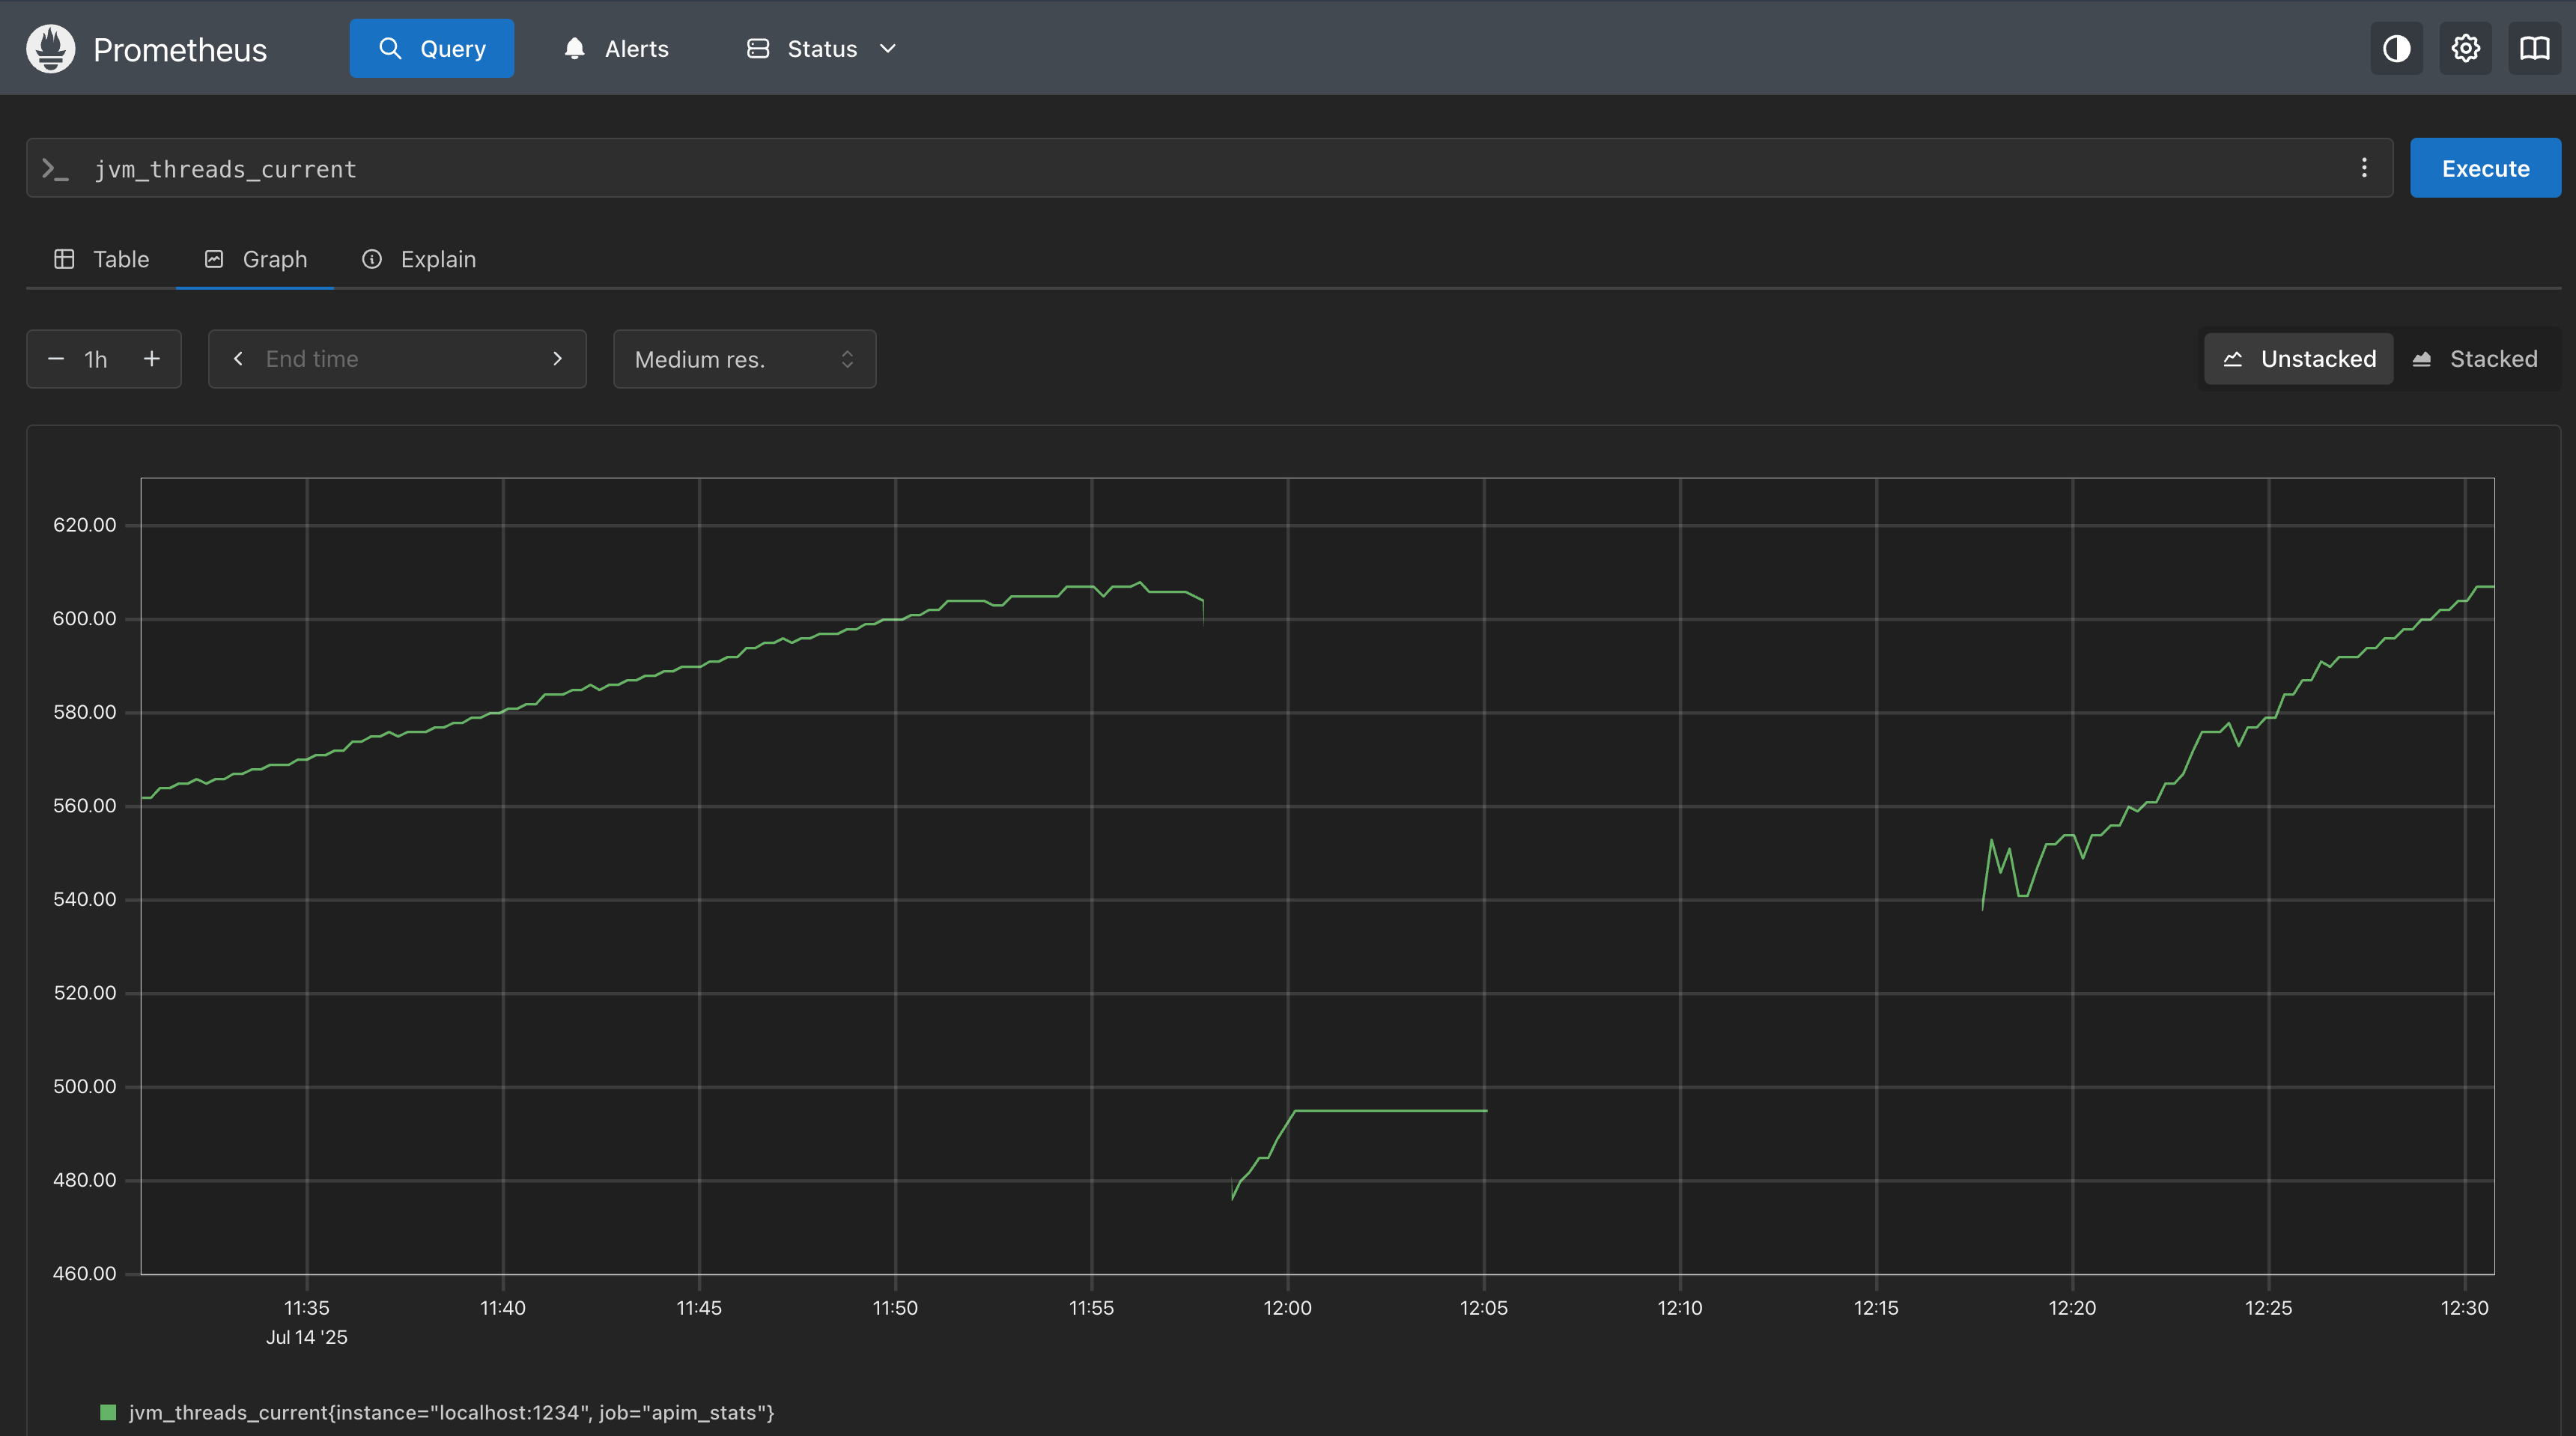 Prometheus Query Alerts Status
jvm_threads_current Execute
Table Graph Explain
1h End time Medium res. Unstacked Stacked
620.00
600.00
580.00
560.00
540.00
520.00
500.00
480.00
460.00
11:35 11:40 11:45 11:50 11:55 12:00 12:05 12:10 12:15 12:20 12:25 12:30
Jul 14 '25
jvm_threads_current{instance="localhost:1234", job="apim_stats"}